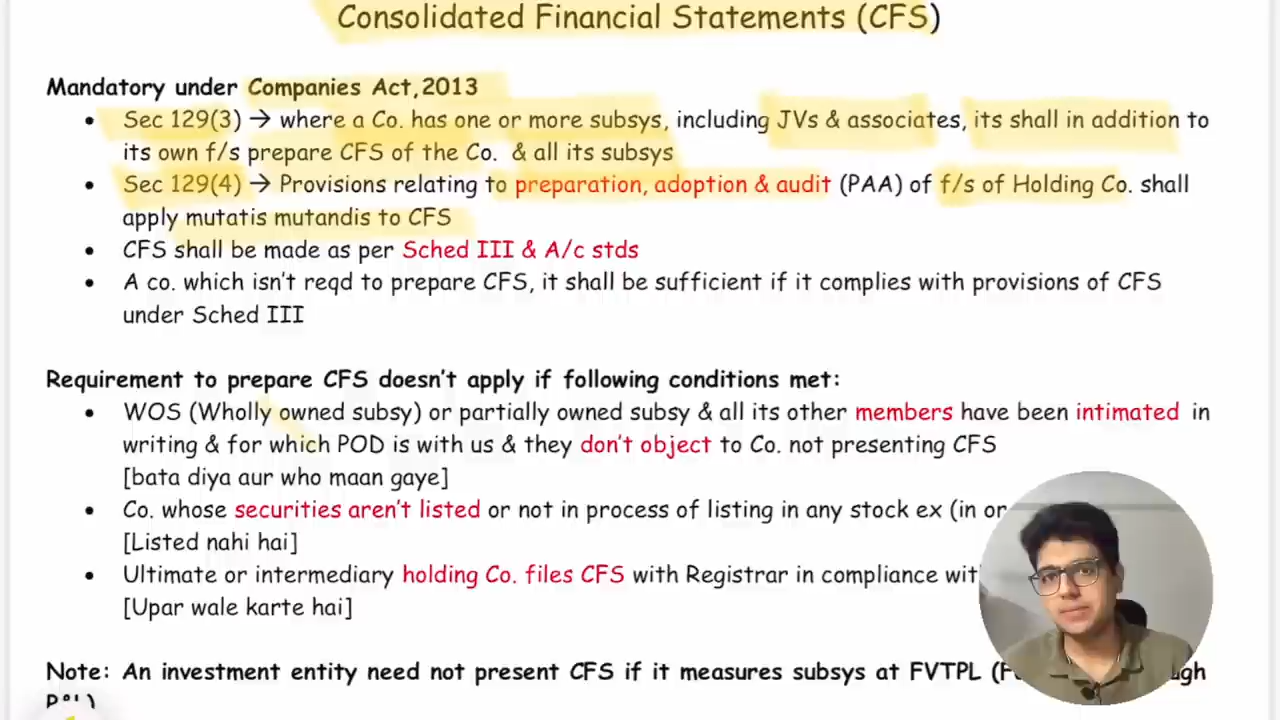 Consolidated Financial Statements (CFS)
Mandatory under Companies Act,2013
• Sec 129(3) → where a Co. has one or more subsys, including JVs & associates, its shall in addition to
its own f/s prepare CFS of the Co. & all its subsys
• Sec 129(4) → Provisions relating to preparation, adoption & audit (PAA) of f/s of Holding Co. shall
apply mutatis mutandis to CFS
• CFS shall be made as per Sched III & A/c stds
• A co. which isn't reqd to prepare CFS, it shall be sufficient if it complies with provisions of CFS
under Sched III
Requirement to prepare CFS doesn't apply if following conditions met:
• WOS (Wholly owned subsy) or partially owned subsy & all its other members have been intimated in
writing & for which POD is with us & they don't object to Co. not presenting CFS
[bata diya aur who maan gaye]
• Co. whose securities aren't listed or not in process of listing in any stock ex (in or
[Listed nahi hai]
• Ultimate or intermediary holding Co. files CFS with Registrar in compliance
[Upar wale karte hai]
Note: An investment entity need not present CFS if it measures subsys at FVTPL